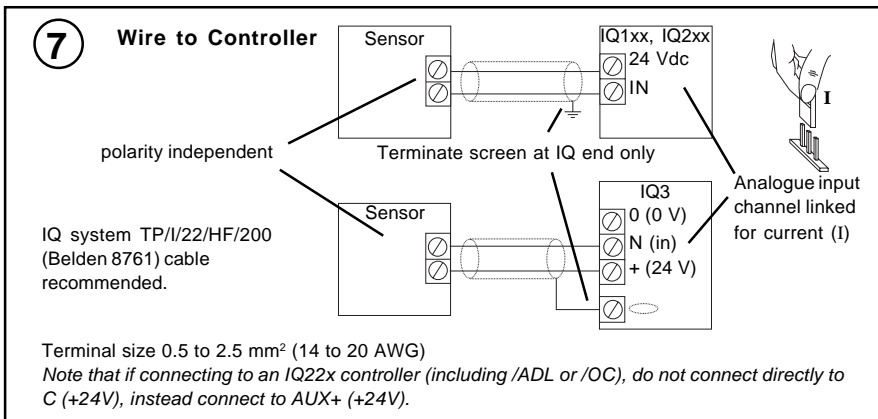 7 Wire to Controller
Sensor
IQ1xx, IQ2xx
24 Vdc
IN
I
polarity independent
Terminate screen at IQ end only
Sensor
IQ3
0 (0 V)
N (in)
+ (24 V)
Analogue input
channel linked
for current (I)
IQ system TP/I/22/HF/200
(Belden 8761) cable
recommended.
Terminal size 0.5 to 2.5 mm² (14 to 20 AWG)
Note that if connecting to an IQ22x controller (including /ADL or /OC), do not connect directly to
C (+24V), instead connect to AUX+ (+24V).